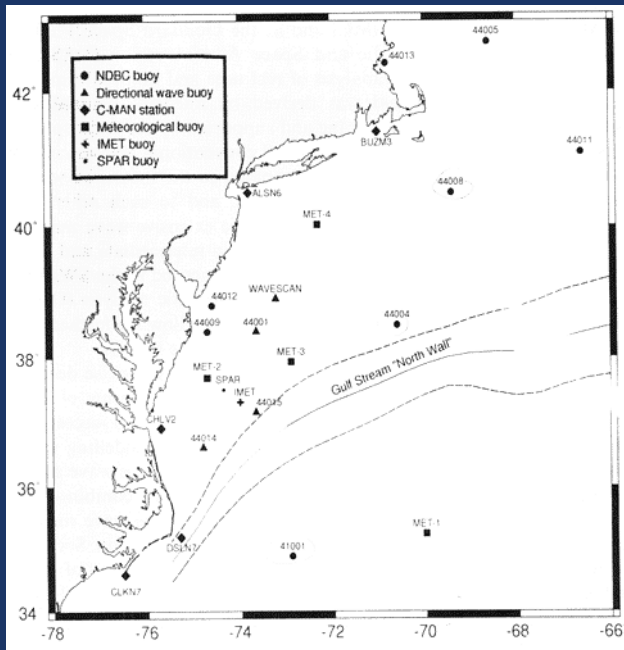 44005
44013
NDBC buoy
Directional wave buoy
C-MAN station
Meteorological buoy
IMET buoy
SPAR buoy
42°
BUZM3
44011
44008
ALSN6
MET-4
40°
WAVESCAN
44012
44009
44001
44004
MET-3
38°
MET-2
SPAR
IMET
44015
Gulf Stream "North Wall"
CHLV2
44014
36°
MET-1
DSLN7
41001
CLKN7
34
-78 -76 -74 -72 -70 -68 -66